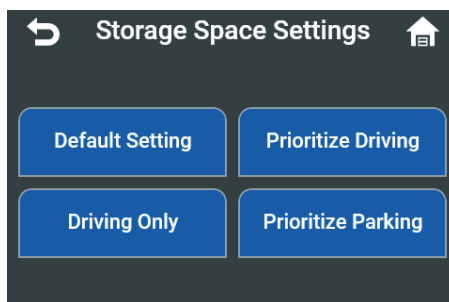 Storage Space Settings
Default Setting
Prioritize Driving
Driving Only
Prioritize Parking